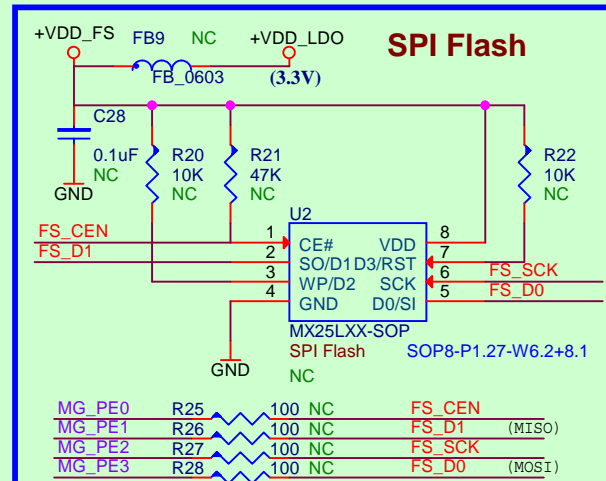 SPI Flash
+VDD_FS FB9 NC +VDD_LDO
FB_0603 (3.3V)
C28
0.1uF R20 R21 R22
NC 10K 47K 10K
GND NC NC NC
U2
FS_CEN 1 CE# VDD 8
FS_D1 2 SO/D1 D3/RST 7
3 WP/D2 SCK 6 FS_SCK
4 GND D0/SI 5 FS_D0
MX25LXX-SOP
GND SPI Flash SOP8-P1.27-W6.2+8.1
NC
MG_PE0 R25 100 NC FS_CEN
MG_PE1 R26 100 NC FS_D1 (MISO)
MG_PE2 R27 100 NC FS_SCK
MG_PE3 R28 100 NC FS_D0 (MOSI)